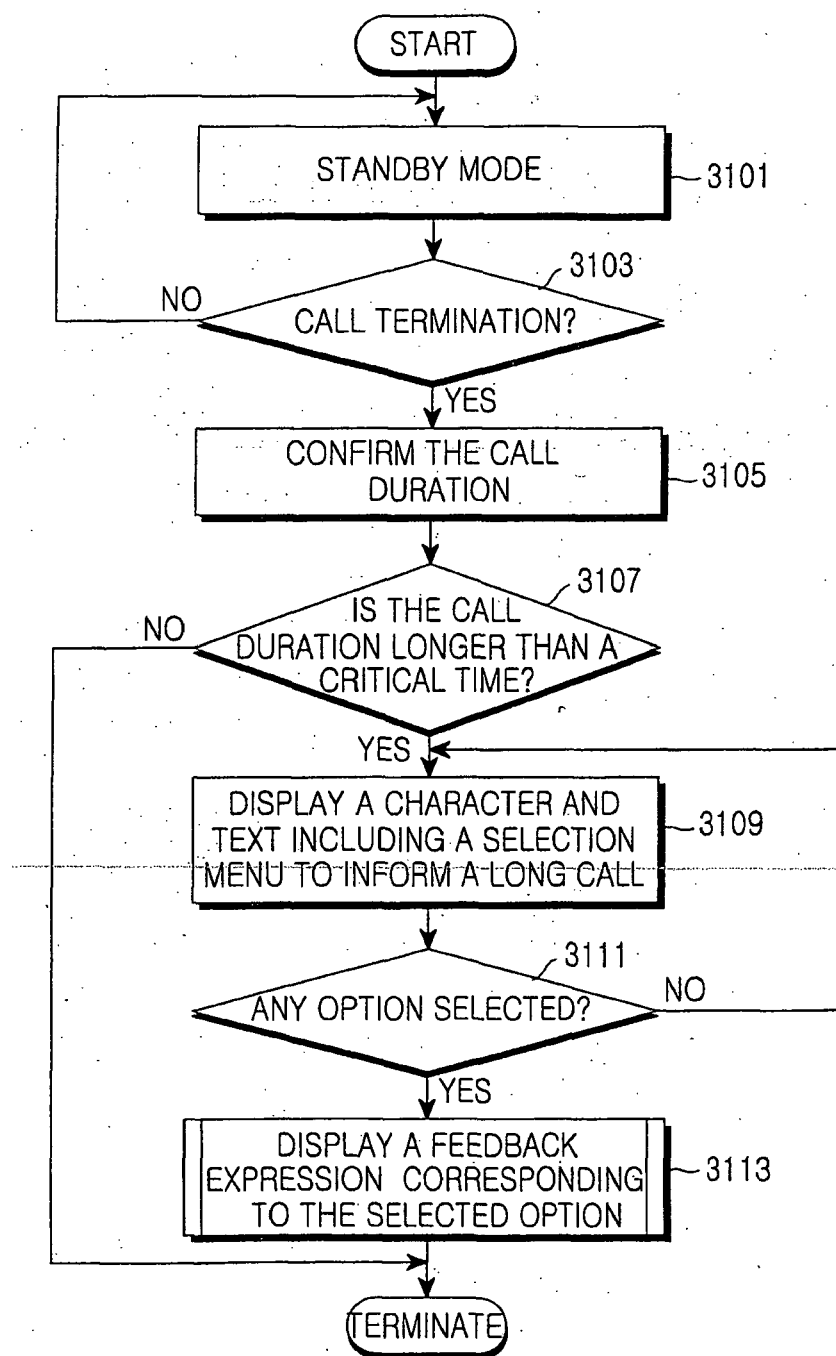 START
STANDBY MODE
3101
3103
NO
CALL TERMINATION?
YES
CONFIRM THE CALL
DURATION
3105
3107
NO
IS THE CALL
DURATION LONGER THAN A
CRITICAL TIME?
YES
DISPLAY A CHARACTER AND
TEXT INCLUDING A SELECTION
MENU TO INFORM A LONG CALL
3109
3111
NO
ANY OPTION SELECTED?
YES
DISPLAY A FEEDBACK
EXPRESSION CORRESPONDING
TO THE SELECTED OPTION
3113
TERMINATE